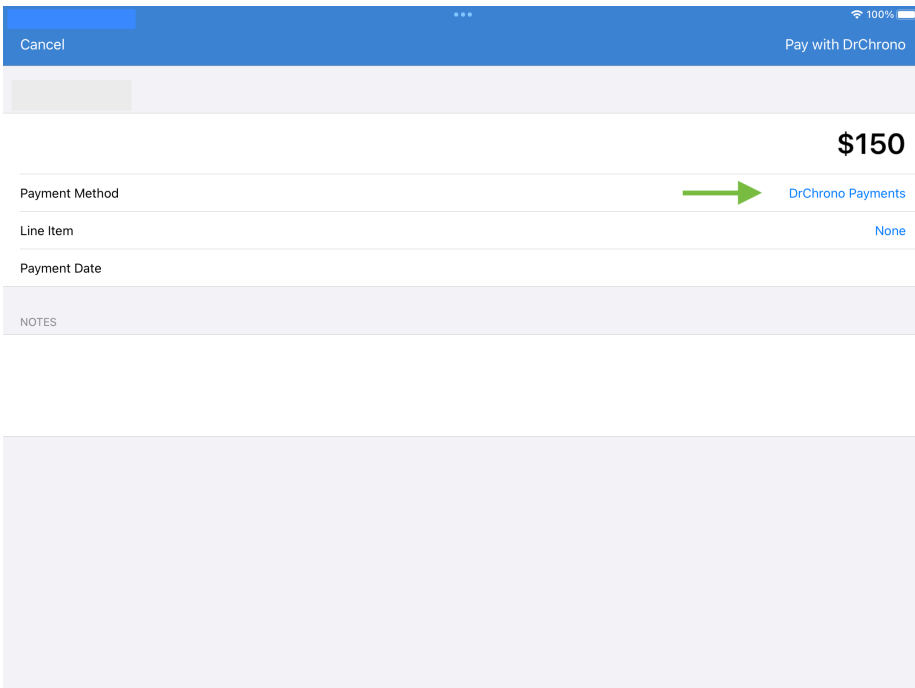 100%
Cancel Pay with DrChrono
$150
Payment Method DrChrono Payments
Line Item None
Payment Date
NOTES